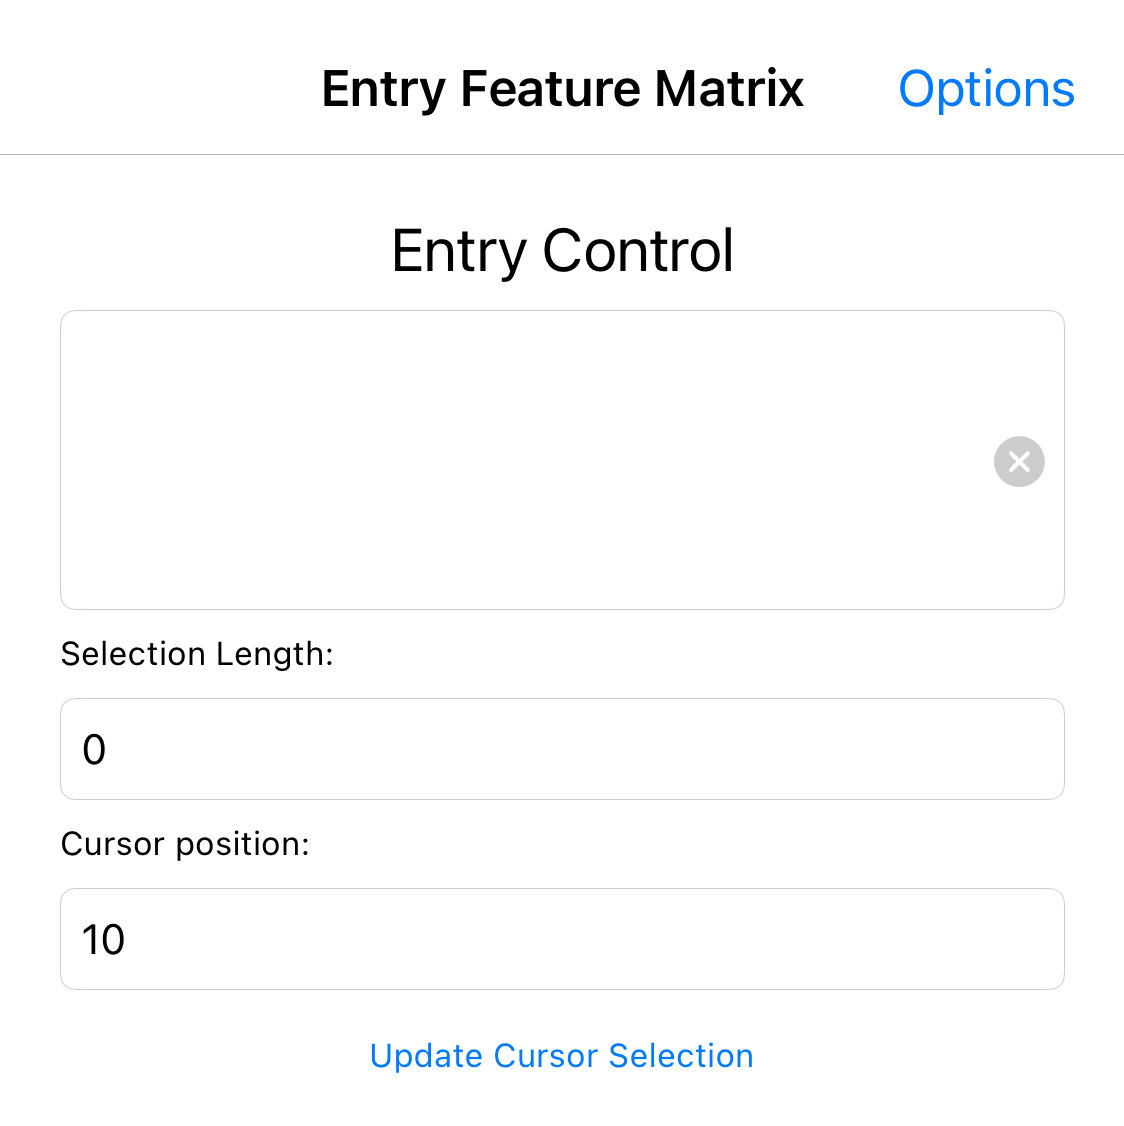 Entry Feature Matrix Options
Entry Control
Selection Length:
0
Cursor position:
10
Update Cursor Selection